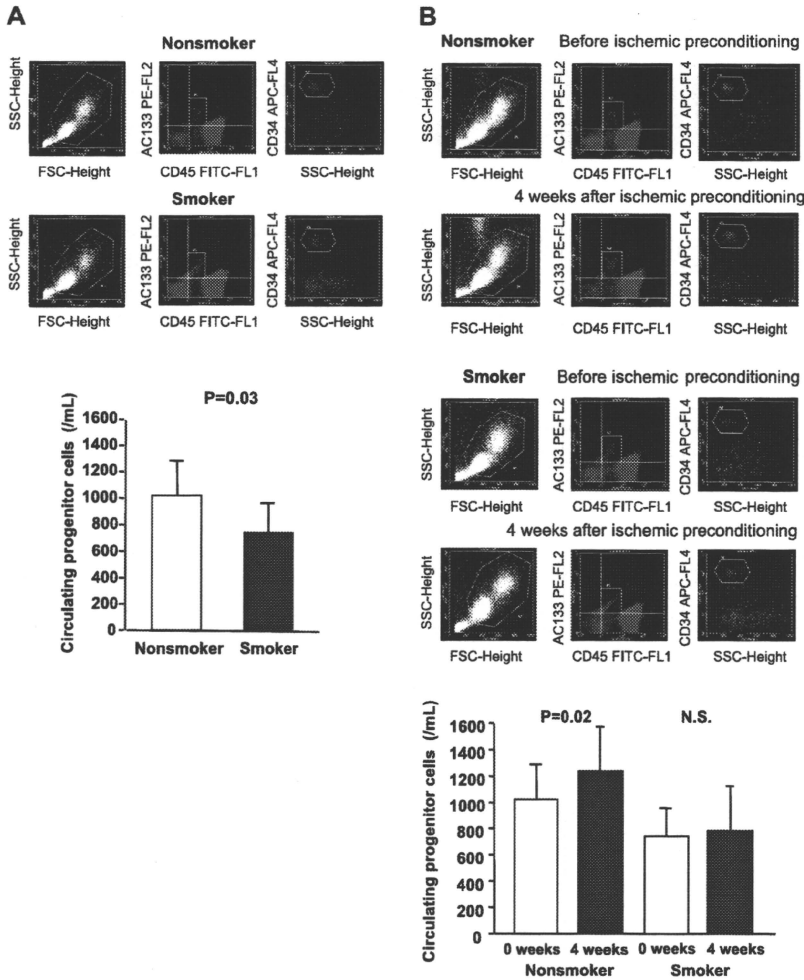 A
Nonsmoker
SSC-Height
AC133 PE-FL2
CD34 APC-FL4
FSC-Height
CD45 FITC-FL1
SSC-Height
Smoker
SSC-Height
AC133 PE-FL2
CD34 APC-FL4
FSC-Height
CD45 FITC-FL1
SSC-Height
P=0.03
Circulating progenitor cells (/mL)
1600
1400
1200
1000
800
600
400
200
0
Nonsmoker
Smoker
B
Nonsmoker
Before ischemic preconditioning
SSC-Height
AC133 PE-FL2
CD34 APC-FL4
FSC-Height
CD45 FITC-FL1
SSC-Height
4 weeks after ischemic preconditioning
SSC-Height
AC133 PE-FL2
CD34 APC-FL4
FSC-Height
CD45 FITC-FL1
SSC-Height
Smoker
Before ischemic preconditioning
SSC-Height
AC133 PE-FL2
CD34 APC-FL4
FSC-Height
CD45 FITC-FL1
SSC-Height
4 weeks after ischemic preconditioning
SSC-Height
AC133 PE-FL2
CD34 APC-FL4
FSC-Height
CD45 FITC-FL1
SSC-Height
P=0.02
N.S.
Circulating progenitor cells (/mL)
1600
1400
1200
1000
800
600
400
200
0
0 weeks
4 weeks
0 weeks
4 weeks
Nonsmoker
Smoker